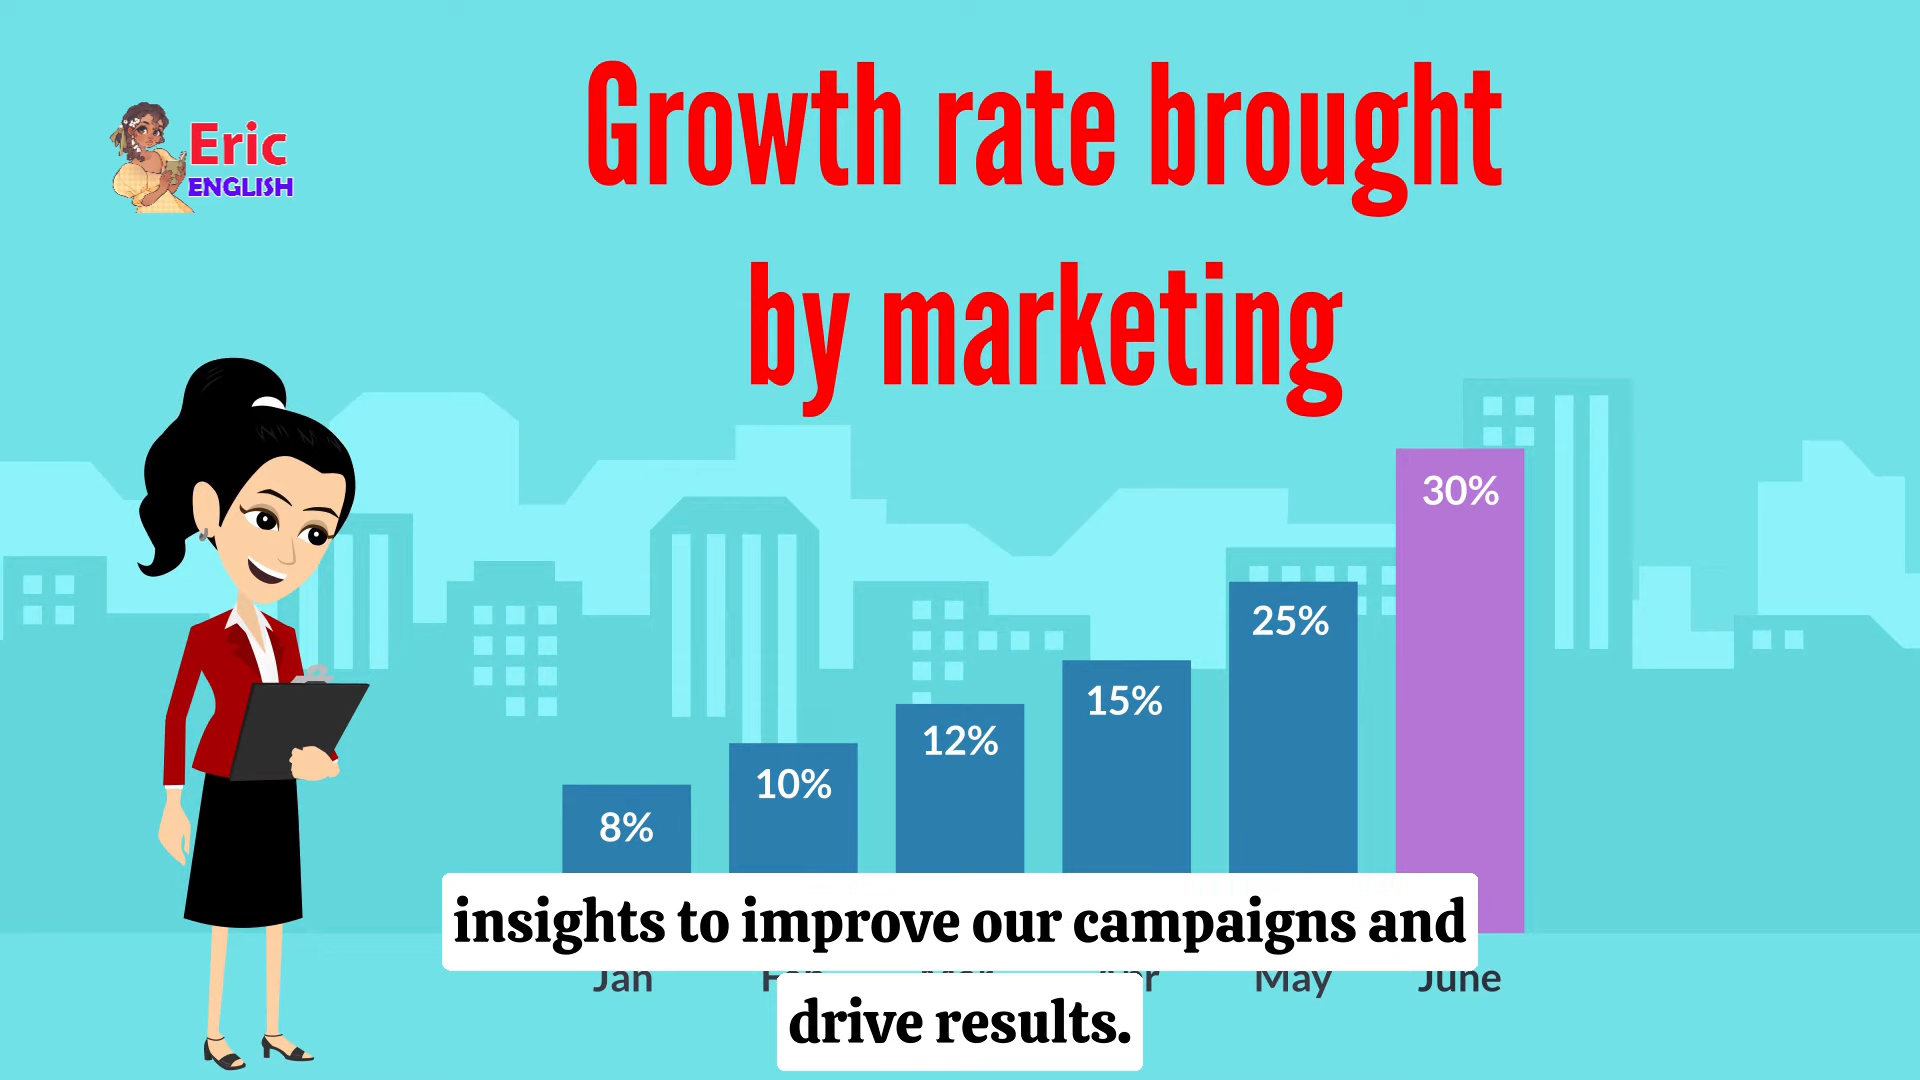 Growth rate brought
by marketing
Eric
ENGLISH
30%
25%
15%
12%
10%
8%
insights to improve our campaigns and
Jan
May
June
drive results.